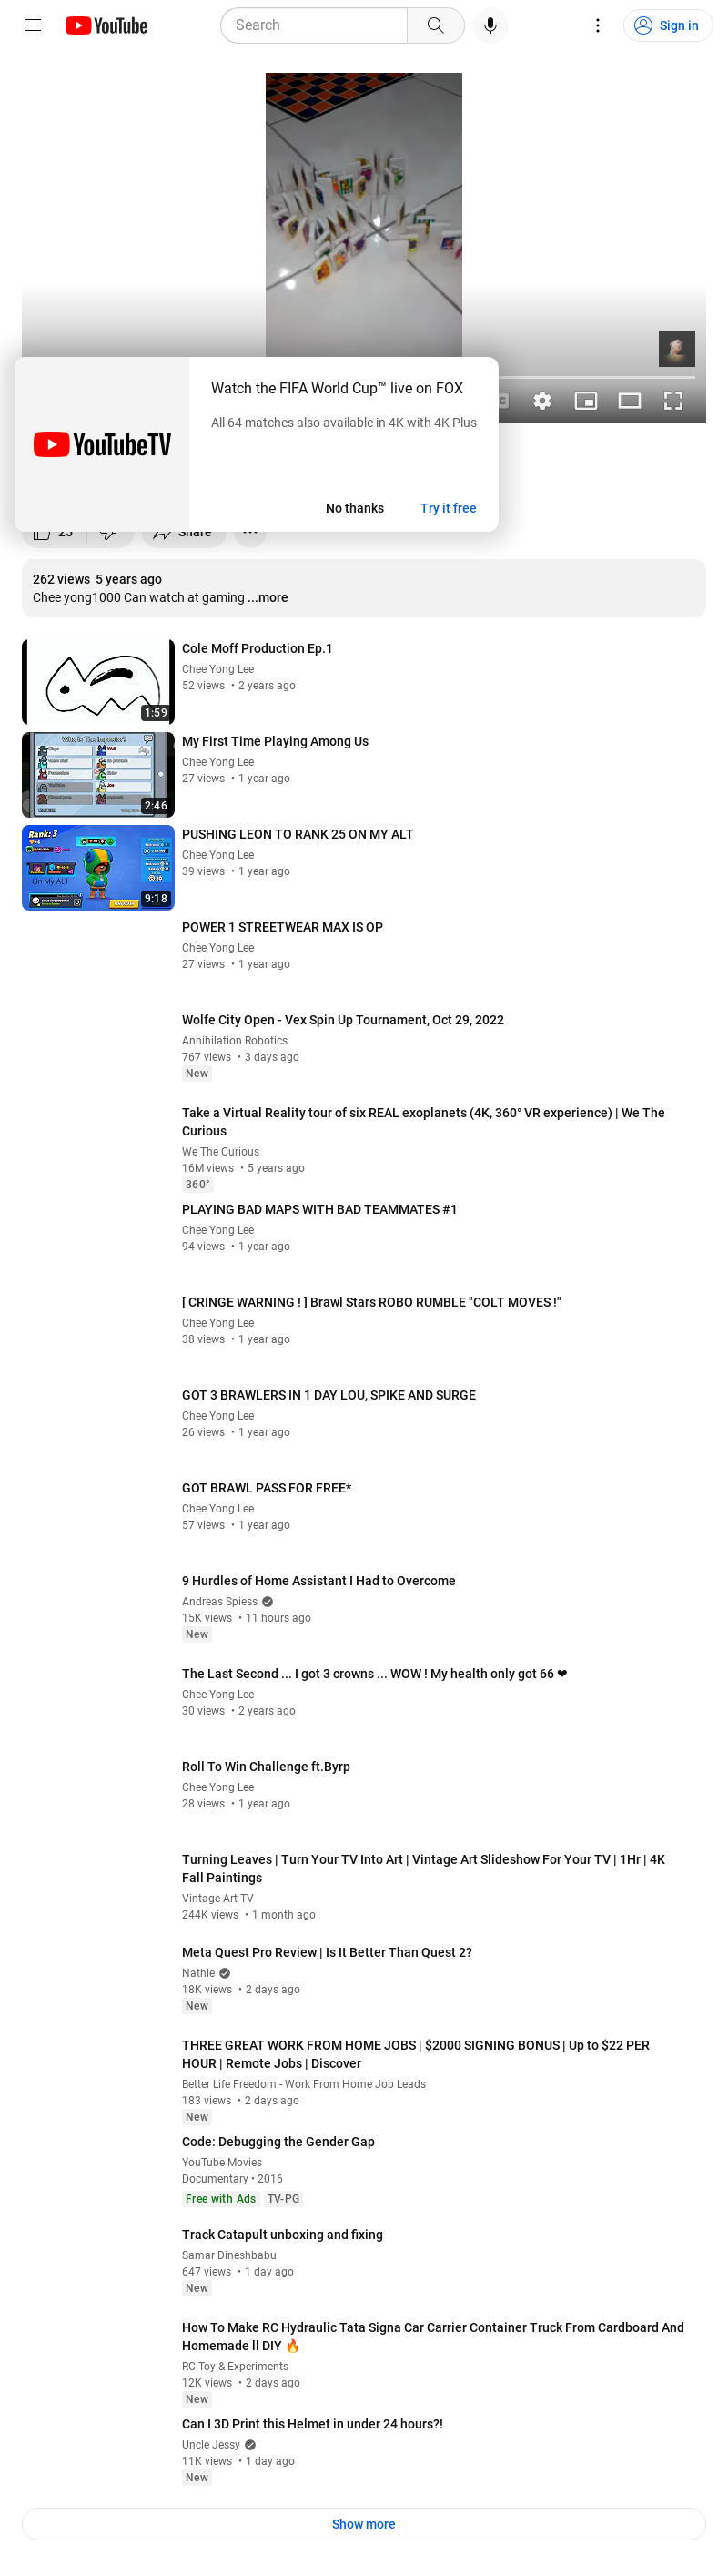 YouTube
Search
Sign in
Watch the FIFA World Cup™ live on FOX
All 64 matches also available in 4K with 4K Plus
YouTubeTV
No thanks
Try it free
25
Share
262 views 5 years ago
Chee yong1000 Can watch at gaming ...more
Cole Moff Production Ep.1
Chee Yong Lee
52 views • 2 years ago
1:59
My First Time Playing Among Us
Chee Yong Lee
27 views • 1 year ago
Who Is The Impostor?
2:46
PUSHING LEON TO RANK 25 ON MY ALT
Chee Yong Lee
39 views • 1 year ago
Rank: 3
On My ALT
9:18
POWER 1 STREETWEAR MAX IS OP
Chee Yong Lee
27 views • 1 year ago
Wolfe City Open - Vex Spin Up Tournament, Oct 29, 2022
Annihilation Robotics
767 views • 3 days ago
New
Take a Virtual Reality tour of six REAL exoplanets (4K, 360° VR experience) | We The
Curious
We The Curious
16M views • 5 years ago
360°
PLAYING BAD MAPS WITH BAD TEAMMATES #1
Chee Yong Lee
94 views • 1 year ago
[ CRINGE WARNING ! ] Brawl Stars ROBO RUMBLE "COLT MOVES !"
Chee Yong Lee
38 views • 1 year ago
GOT 3 BRAWLERS IN 1 DAY LOU, SPIKE AND SURGE
Chee Yong Lee
26 views • 1 year ago
GOT BRAWL PASS FOR FREE*
Chee Yong Lee
57 views • 1 year ago
9 Hurdles of Home Assistant I Had to Overcome
Andreas Spiess
15K views • 11 hours ago
New
The Last Second ... I got 3 crowns ... WOW ! My health only got 66 ❤
Chee Yong Lee
30 views • 2 years ago
Roll To Win Challenge ft.Byrp
Chee Yong Lee
28 views • 1 year ago
Turning Leaves | Turn Your TV Into Art | Vintage Art Slideshow For Your TV | 1Hr | 4K
Fall Paintings
Vintage Art TV
244K views • 1 month ago
Meta Quest Pro Review | Is It Better Than Quest 2?
Nathie
18K views • 2 days ago
New
THREE GREAT WORK FROM HOME JOBS | $2000 SIGNING BONUS | Up to $22 PER
HOUR | Remote Jobs | Discover
Better Life Freedom - Work From Home Job Leads
183 views • 2 days ago
New
Code: Debugging the Gender Gap
YouTube Movies
Documentary • 2016
Free with Ads TV-PG
Track Catapult unboxing and fixing
Samar Dineshbabu
647 views • 1 day ago
New
How To Make RC Hydraulic Tata Signa Car Carrier Container Truck From Cardboard And
Homemade ll DIY 🔥
RC Toy & Experiments
12K views • 2 days ago
New
Can I 3D Print this Helmet in under 24 hours?!
Uncle Jessy
11K views • 1 day ago
New
Show more